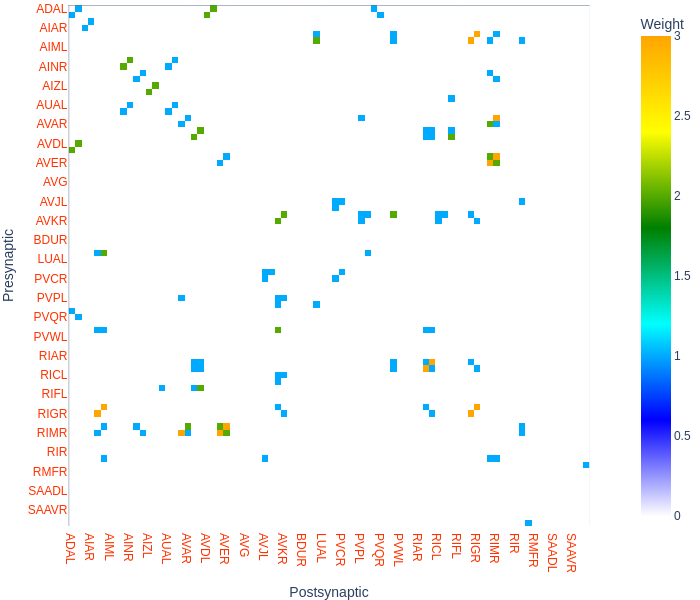 Weight
ADAL
AIAR
AIML
AINR
AIZL
AUAL
AVAR
AVDL
AVER
AVG
AVJL
AVKR
BDUR
LUAL
PVCR
PVPL
PVQR
PVWL
RIAR
RICL
RIFL
RIGR
RIMR
RIR
RMFR
SAADL
SAAVR
Presynaptic
ADAL
AIAR
AIML
AINR
AIZL
AUAL
AVAR
AVDL
AVER
AVG
AVJL
AVKR
BDUR
LUAL
PVCR
PVPL
PVQR
PVWL
RIAR
RICL
RIFL
RIGR
RIMR
RIR
RMFR
SAADL
SAAVR
Postsynaptic
3
2.5
2
1.5
1
0.5
0